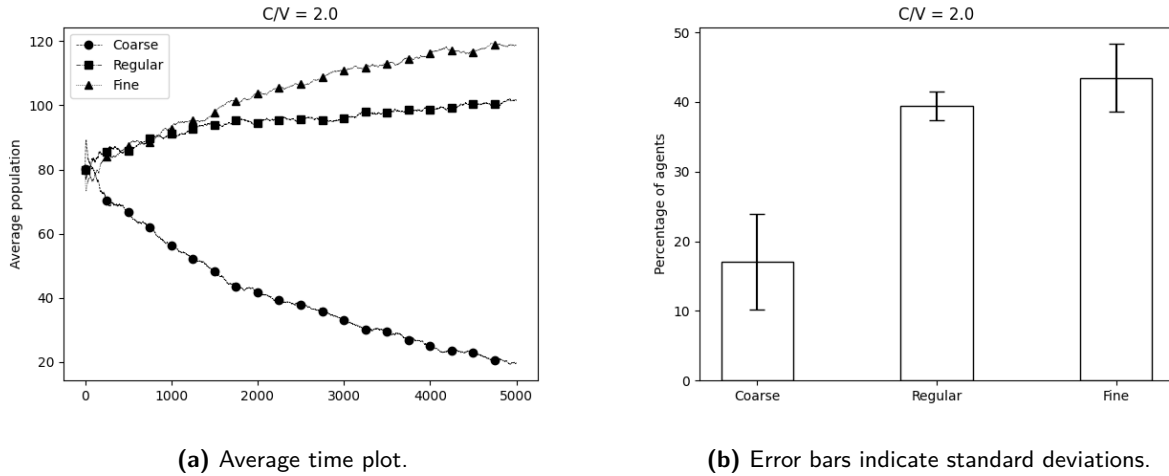 C/V = 2.0
120
100
80
60
40
20
Average population
Coarse
Regular
Fine
0
1000
2000
3000
4000
5000
(a) Average time plot.
C/V = 2.0
50
40
30
20
10
0
Percentage of agents
Coarse
Regular
Fine
(b) Error bars indicate standard deviations.